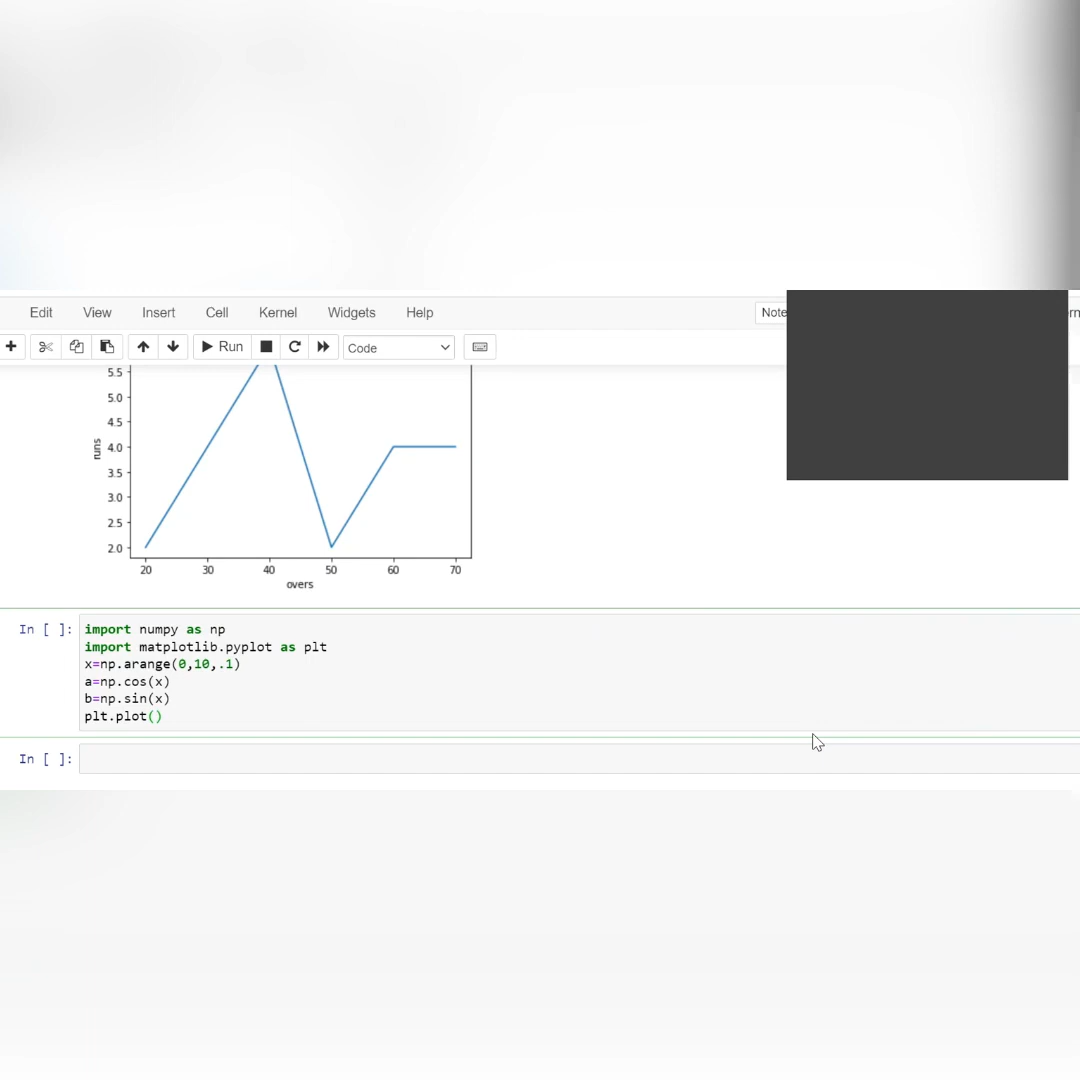 Edit View Insert Cell Kernel Widgets Help Note
Run Code
5.5
5.0
4.5
4.0
3.5
3.0
2.5
2.0
runs
20 30 40 50 60 70
overs
In [ ]: import numpy as np
import matplotlib.pyplot as plt
x=np.arange(0,10,.1)
a=np.cos(x)
b=np.sin(x)
plt.plot()
In [ ]: